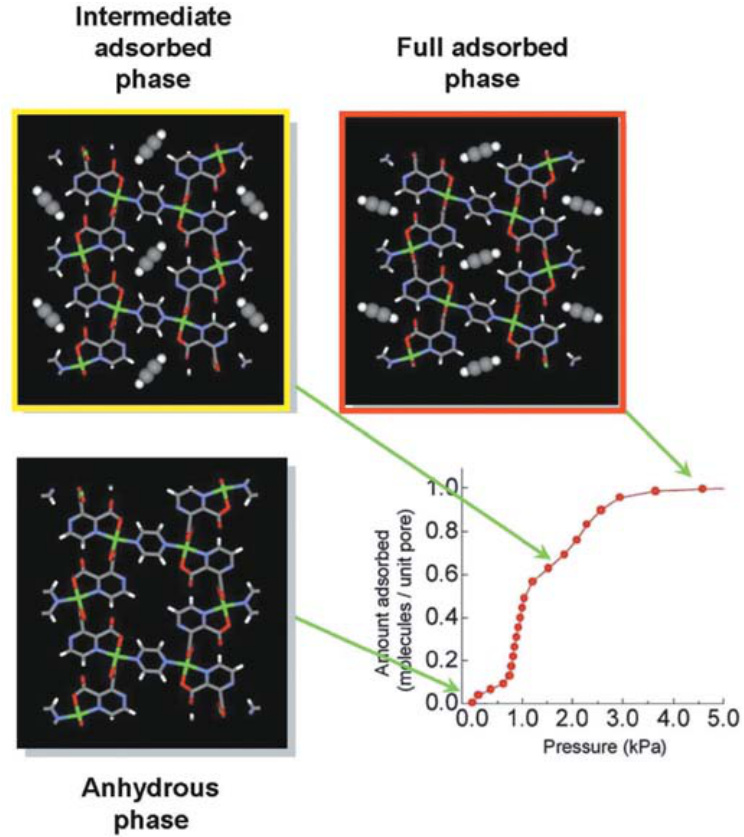 Intermediate
adsorbed
phase
Full adsorbed
phase
Anhydrous
phase
Amount adsorbed
(molecules / unit pore)
1.0
0.8
0.6
0.4
0.2
0.0
0.0 1.0 2.0 3.0 4.0 5.0
Pressure (kPa)